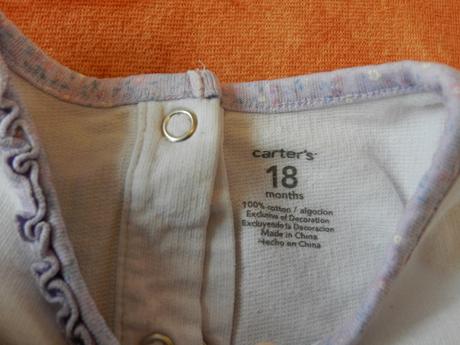 carter's
18
months
100% cotton / algodon
Exclusive of Decoration
Excluyendo la Decoracion
Made in China
Hecho en China